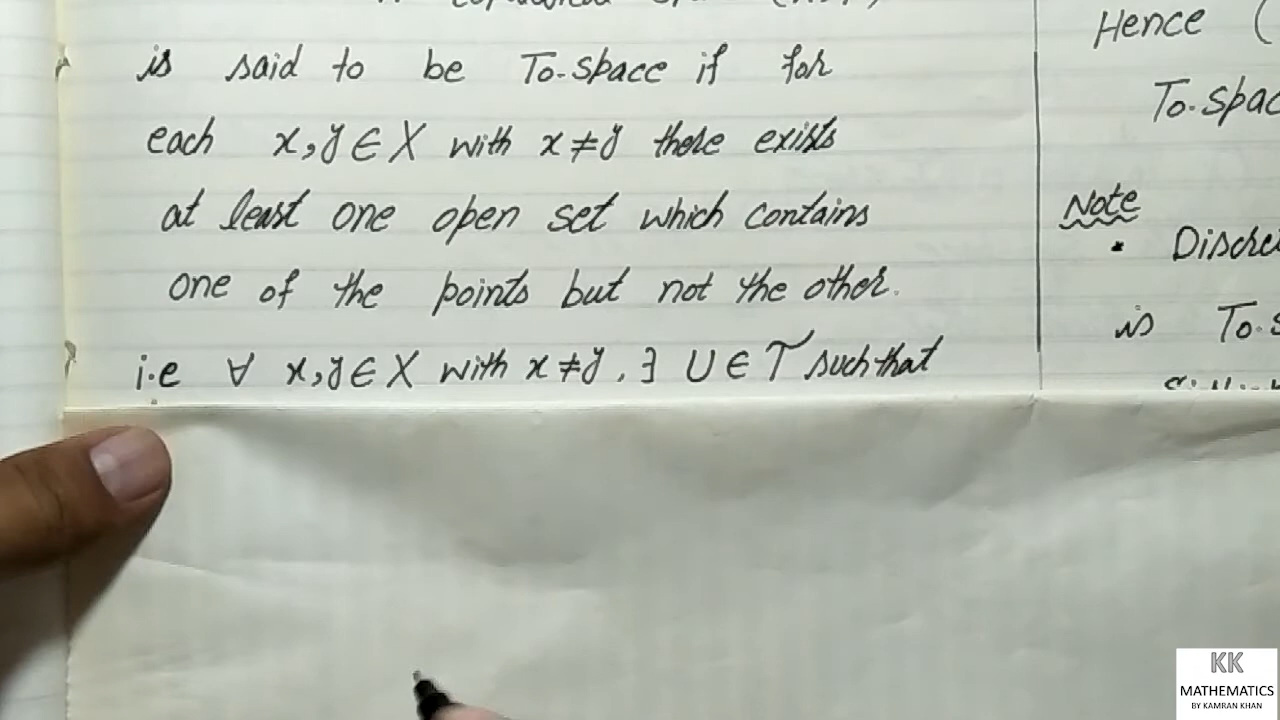 is said to be To-space if for
each x,y ∈ X with x ≠ y there exists
at least one open set which contains
one of the points but not the other.
i.e ∀ x,y ∈ X with x ≠ y, ∃ U ∈ τ such that
Hence (
To-spac
Note
• Discre
is To-s
KK
MATHEMATICS
BY KAMRAN KHAN